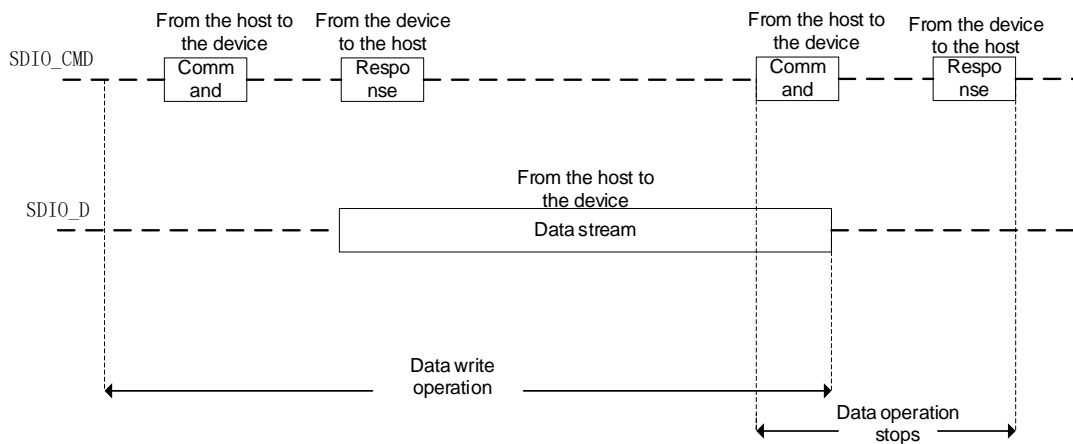 From the host to
the device
From the device
to the host
From the host to
the device
From the device
to the host
SDIO_CMD
Comm
and
Respo
nse
Comm
and
Respo
nse
From the host to
the device
SDIO_D
Data stream
Data write
operation
Data operation
stops